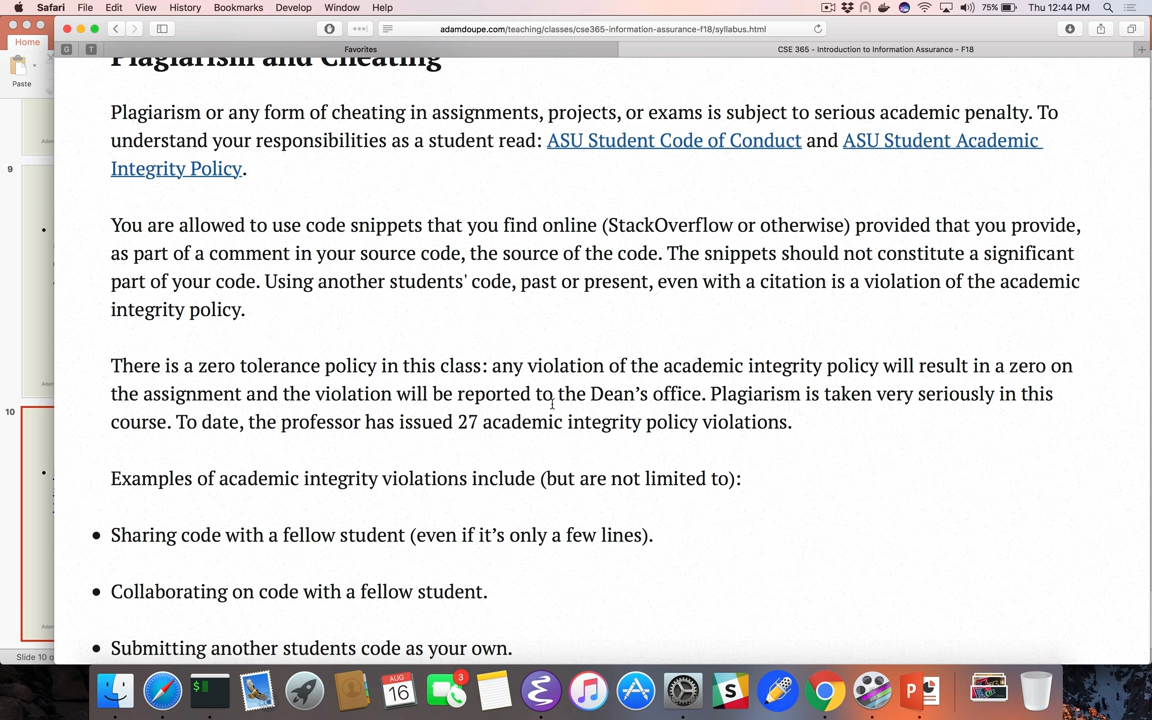 Safari File Edit View History Bookmarks Develop Window Help 75% Thu 12:44 PM
Home
adamdoupe.com/teaching/classes/cse365-information-assurance-f18/syllabus.html
G T Favorites CSE 365 - Introduction to Information Assurance - F18
Paste
Plagiarism and Cheating
Plagiarism or any form of cheating in assignments, projects, or exams is subject to serious academic penalty. To
understand your responsibilities as a student read: ASU Student Code of Conduct and ASU Student Academic
Integrity Policy.
9
You are allowed to use code snippets that you find online (StackOverflow or otherwise) provided that you provide,
as part of a comment in your source code, the source of the code. The snippets should not constitute a significant
part of your code. Using another students' code, past or present, even with a citation is a violation of the academic
integrity policy.
There is a zero tolerance policy in this class: any violation of the academic integrity policy will result in a zero on
the assignment and the violation will be reported to the Dean’s office. Plagiarism is taken very seriously in this
course. To date, the professor has issued 27 academic integrity policy violations.
10
Examples of academic integrity violations include (but are not limited to):
• Sharing code with a fellow student (even if it’s only a few lines).
• Collaborating on code with a fellow student.
• Submitting another students code as your own.
Slide 10 o
AUG
16
3